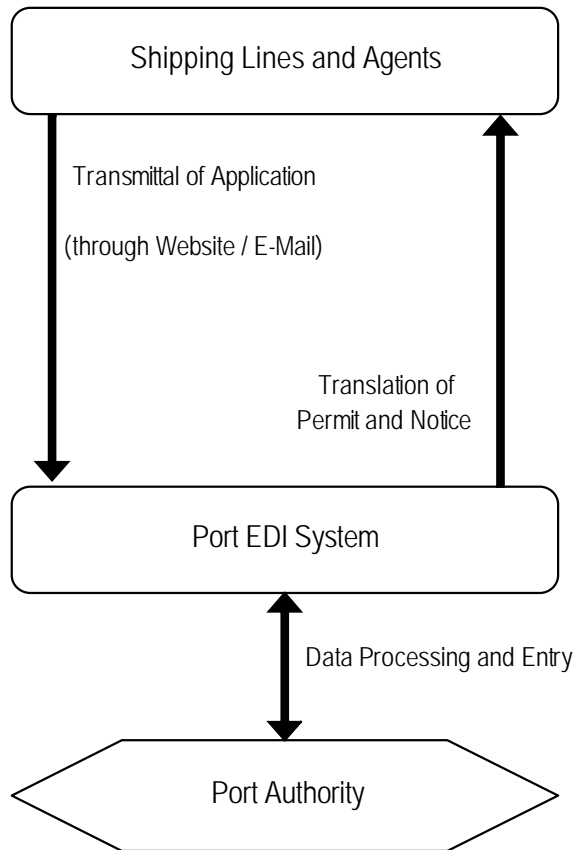 Shipping Lines and Agents
Transmittal of Application
(through Website / E-Mail)
Translation of
Permit and Notice
Port EDI System
Data Processing and Entry
Port Authority